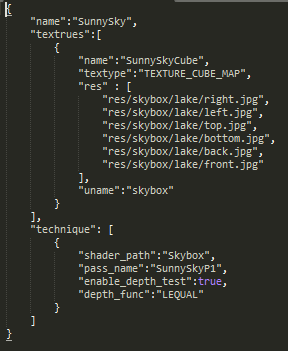 {
    "name":"SunnySky",
    "textrues":[
        {
            "name":"SunnySkyCube",
            "textype":"TEXTURE_CUBE_MAP",
            "res" : [
                "res/skybox/lake/right.jpg",
                "res/skybox/lake/left.jpg",
                "res/skybox/lake/top.jpg",
                "res/skybox/lake/bottom.jpg",
                "res/skybox/lake/back.jpg",
                "res/skybox/lake/front.jpg"
            ],
            "uname":"skybox"
        }
    ],
    "technique": [
        {
            "shader_path":"Skybox",
            "pass_name":"SunnySkyP1",
            "enable_depth_test":true,
            "depth_func":"LEQUAL"
        }
    ]
}